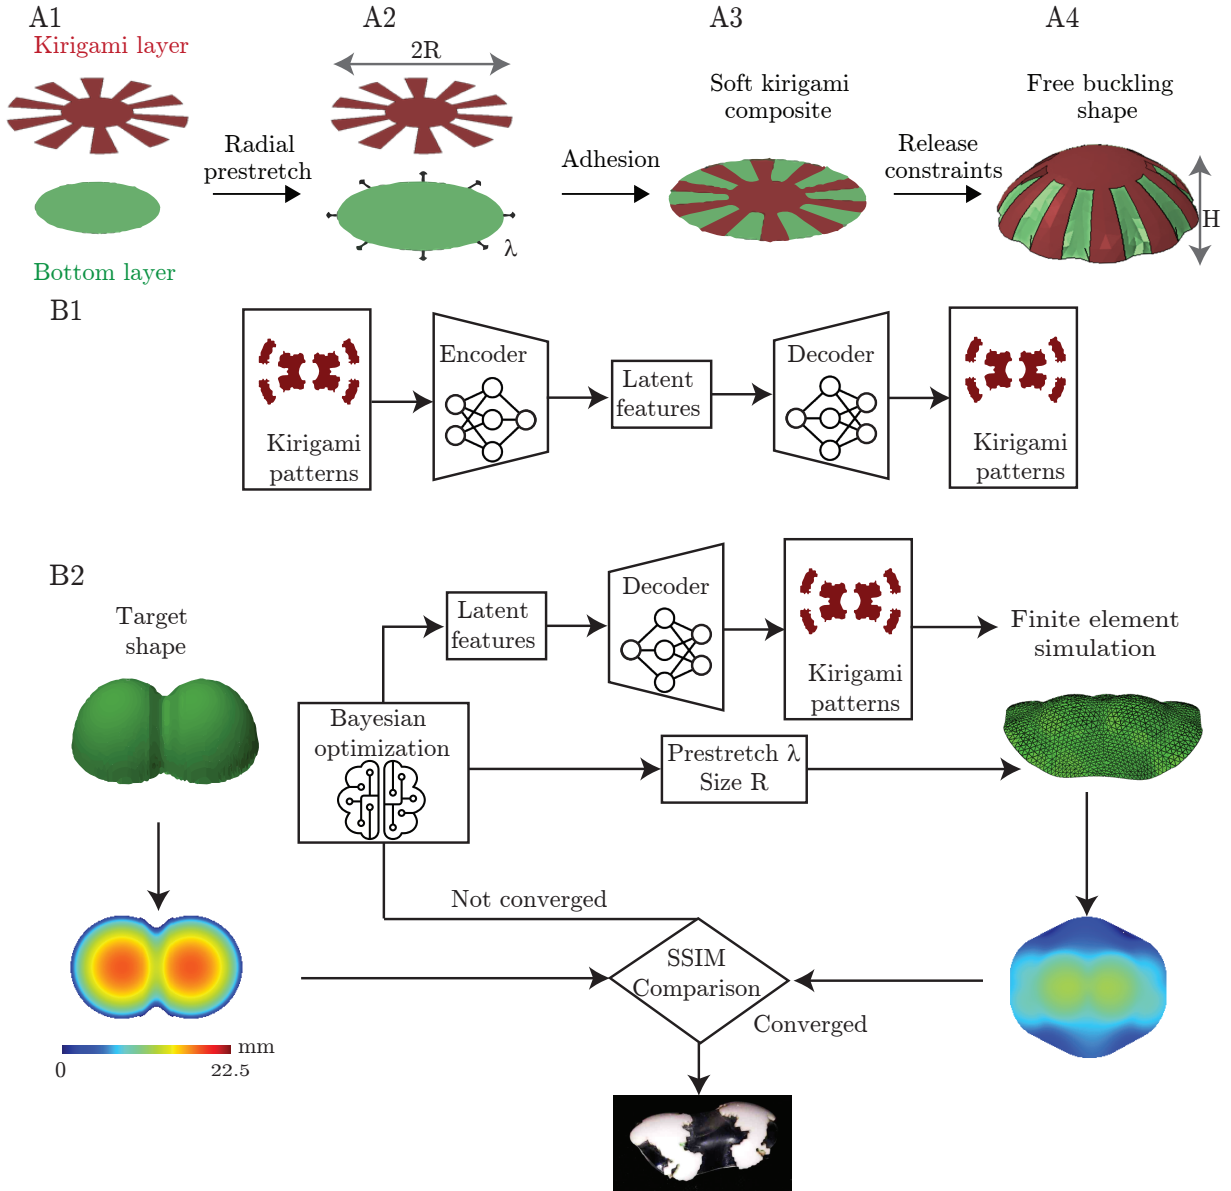 A1
A2
A3
A4
Kirigami layer
2R
Soft kirigami
composite
Free buckling
shape
Radial
prestretch
Adhesion
Release
constraints
λ
H
Bottom layer
B1
Kirigami
patterns
Encoder
Latent
features
Decoder
Kirigami
patterns
B2
Target
shape
Latent
features
Decoder
Kirigami
patterns
Finite element
simulation
Bayesian
optimization
Prestretch λ
Size R
Not converged
SSIM
Comparison
Converged
mm
0
22.5